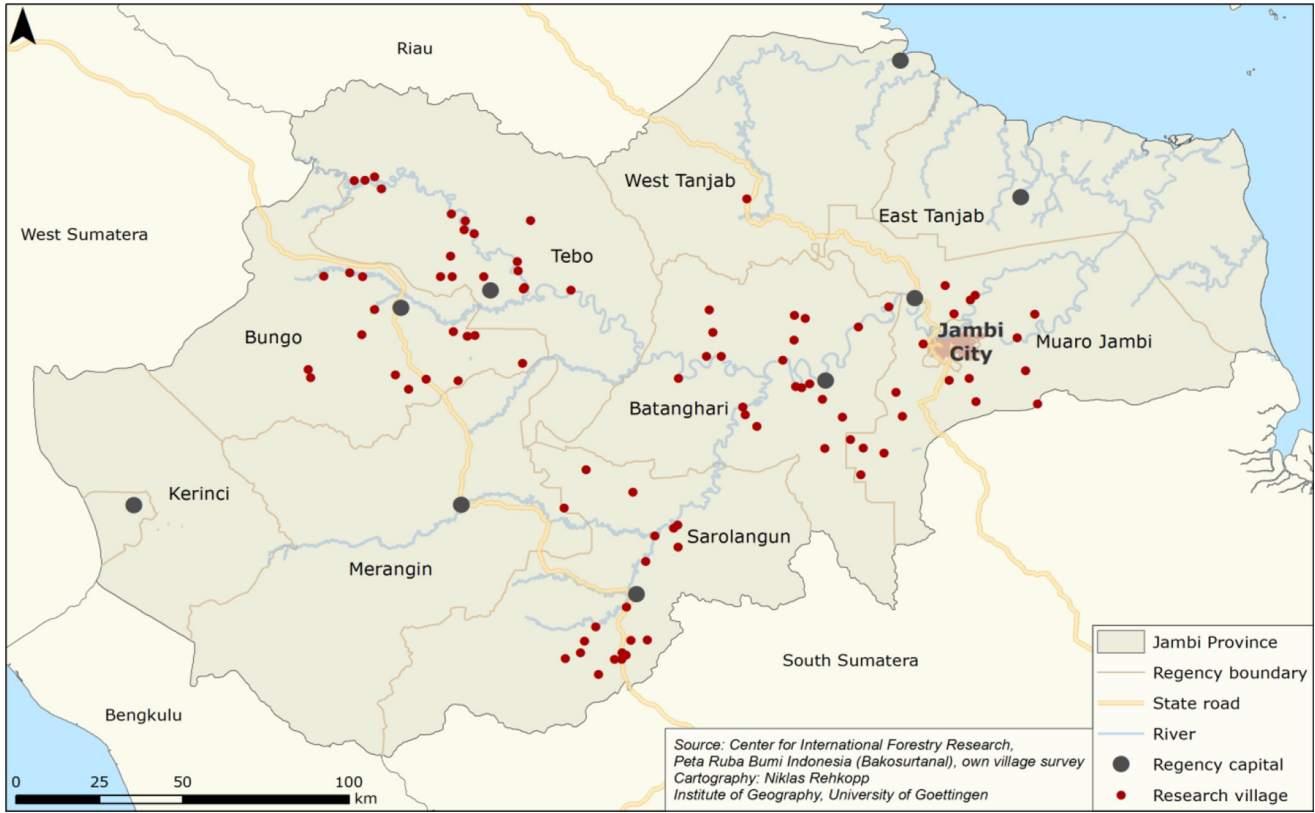 Riau
West Tanjab
East Tanjab
West Sumatera
Tebo
Bungo
Jambi
City
Muaro Jambi
Batanghari
Kerinci
Sarolangun
Merangin
South Sumatera
Bengkulu
Jambi Province
Regency boundary
State road
River
Regency capital
Research village
Source: Center for International Forestry Research,
Peta Ruba Bumi Indonesia (Bakosurtanal), own village survey
Cartography: Niklas Rehkopp
Institute of Geography, University of Goettingen
0 25 50 100
km